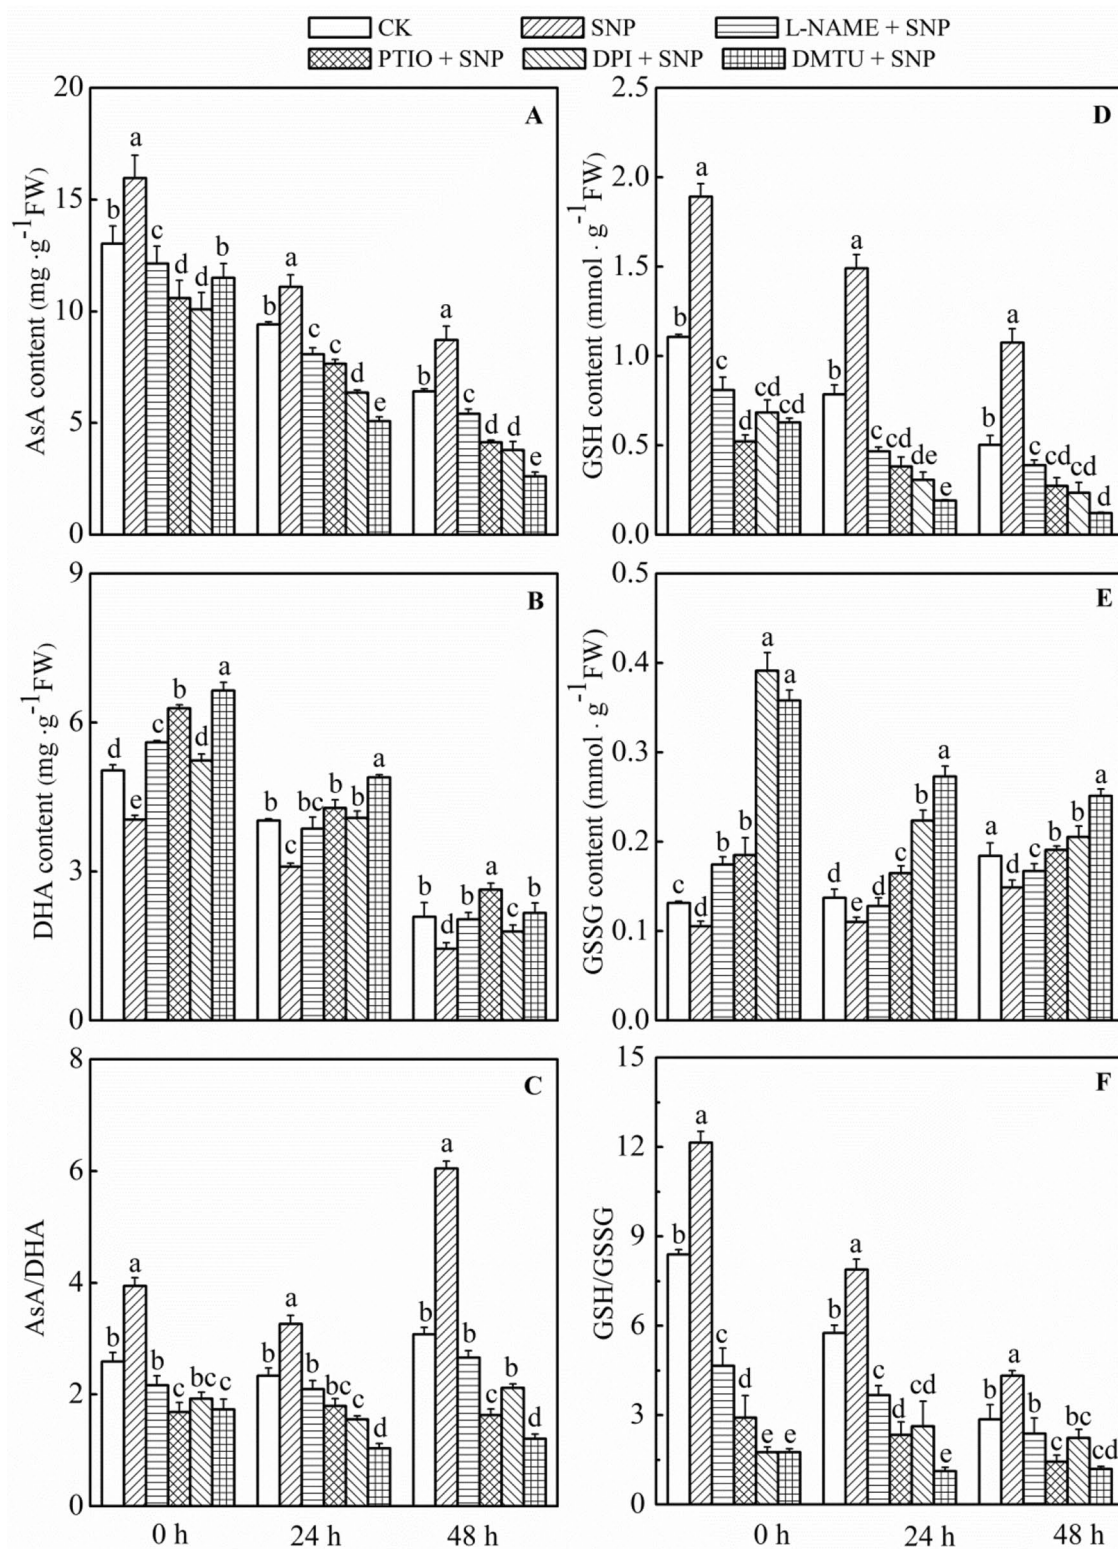 CK SNP L-NAME + SNP
PTIO + SNP DPI + SNP DMTU + SNP
A
AsA content (mg ·g-1FW)
20
15
10
5
0
b a c d d b
b a c c d e
b a c d d e
D
GSH content (mmol · g-1FW)
2.5
2.0
1.5
1.0
0.5
0.0
b a c d cd cd
b a c cd de e
b a c cd cd d
B
DHA content (mg ·g-1FW)
9
6
3
0
d e c b d a
b c bc b b a
b d b a c b
E
GSSG content (mmol · g-1FW)
0.5
0.4
0.3
0.2
0.1
0.0
c d b b a a
d e d c b a
a d c b b a
C
AsA/DHA
8
6
4
2
0
b a b c bc c
b a b bc c d
b a b c b d
0 h 24 h 48 h
F
GSH/GSSG
15
12
9
6
3
0
b a c d e e
b a c d cd e
b a b c bc cd
0 h 24 h 48 h